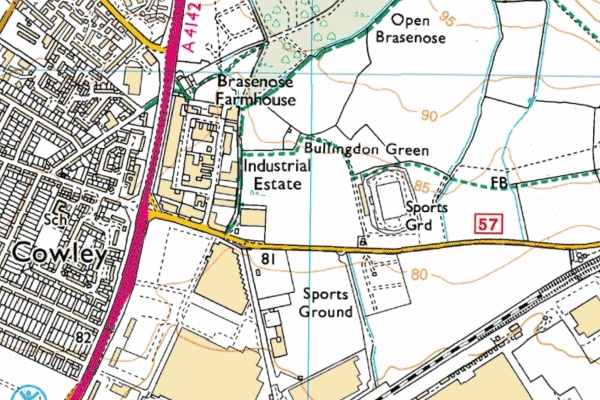 A 4142
Open
Brasenose
95
Brasenose
Farmhouse
90
Bullingdon Green
Industrial
Estate
85
FB
Sports
Grd
57
Sch
Cowley
81
80
Sports
Ground
82